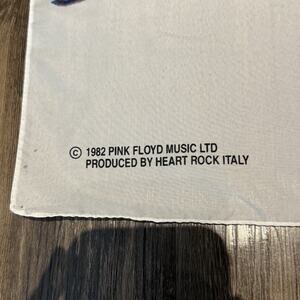 © 1982 PINK FLOYD MUSIC LTD
PRODUCED BY HEART ROCK ITALY